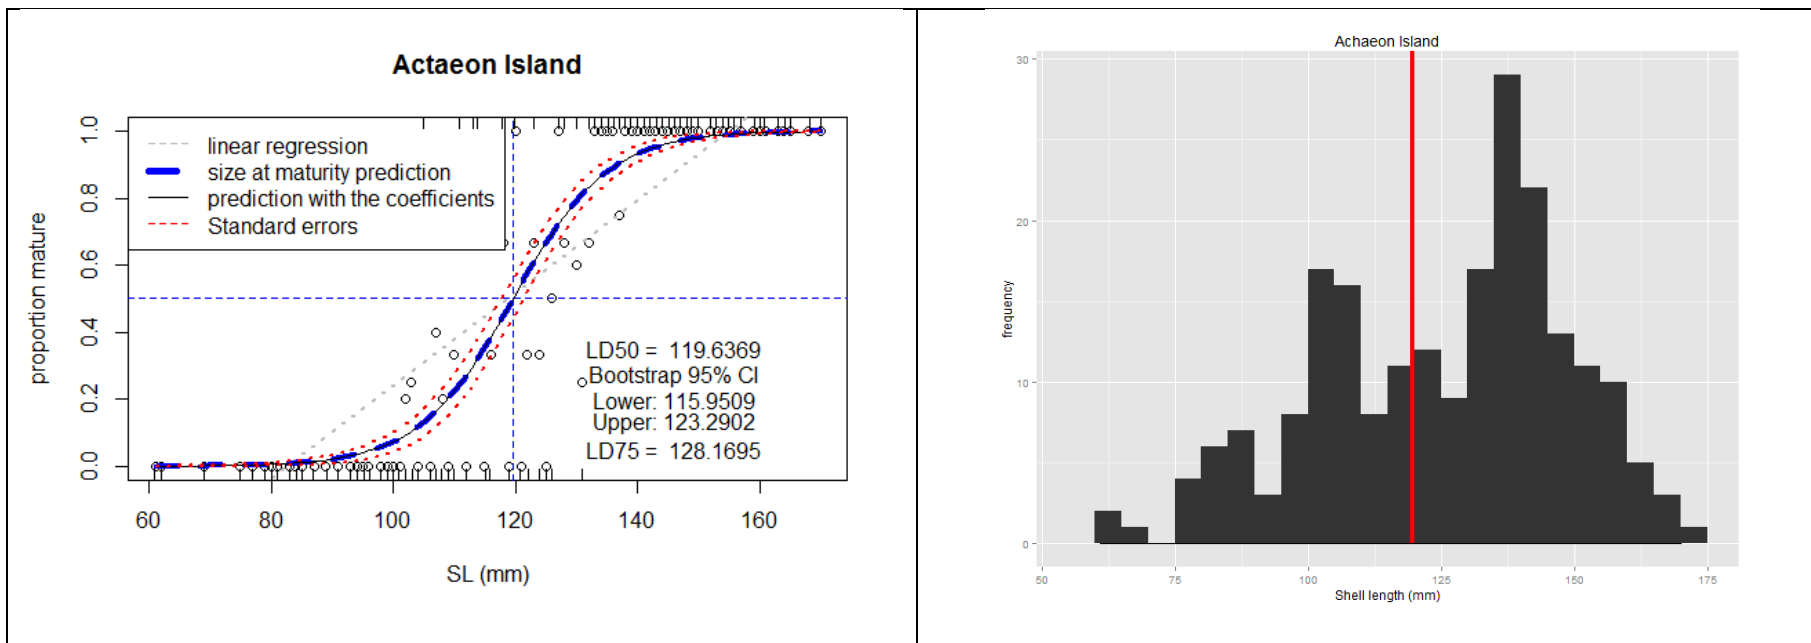 Actaeon Island
linear regression
size at maturity prediction
prediction with the coefficients
Standard errors
proportion mature
0.0
0.2
0.4
0.6
0.8
1.0
LD50 = 119.6369
Bootstrap 95% CI
Lower: 115.9509
Upper: 123.2902
LD75 = 128.1695
60 80 100 120 140 160
SL (mm)
Achaeon Island
30
20
10
0
frequency
50 75 100 125 150 175
Shell length (mm)